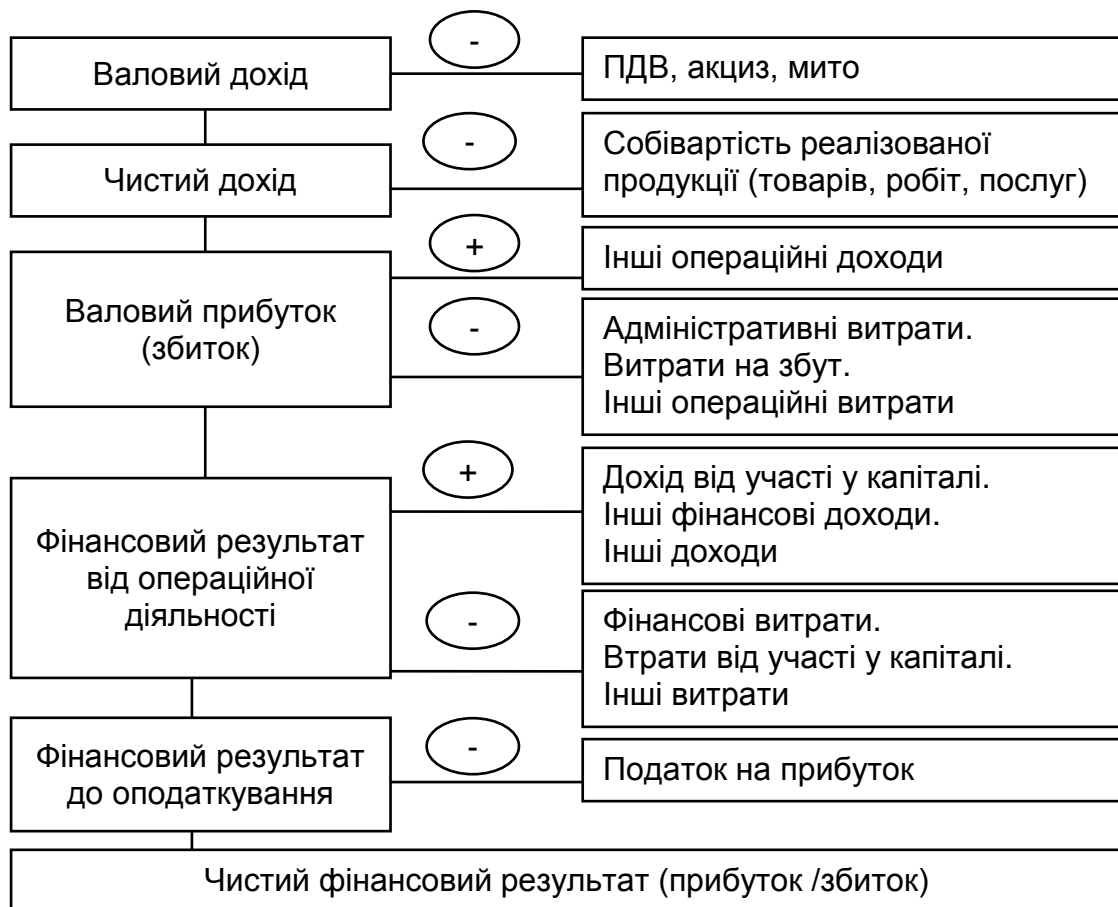 Валовий дохід
-
ПДВ, акциз, мито
Чистий дохід
-
Собівартість реалізованої
продукції (товарів, робіт, послуг)
Валовий прибуток
(збиток)
+
Інші операційні доходи
-
Адміністративні витрати.
Витрати на збут.
Інші операційні витрати
Фінансовий результат
від операційної
діяльності
+
Дохід від участі у капіталі.
Інші фінансові доходи.
Інші доходи
-
Фінансові витрати.
Втрати від участі у капіталі.
Інші витрати
Фінансовий результат
до оподаткування
-
Податок на прибуток
Чистий фінансовий результат (прибуток /збиток)